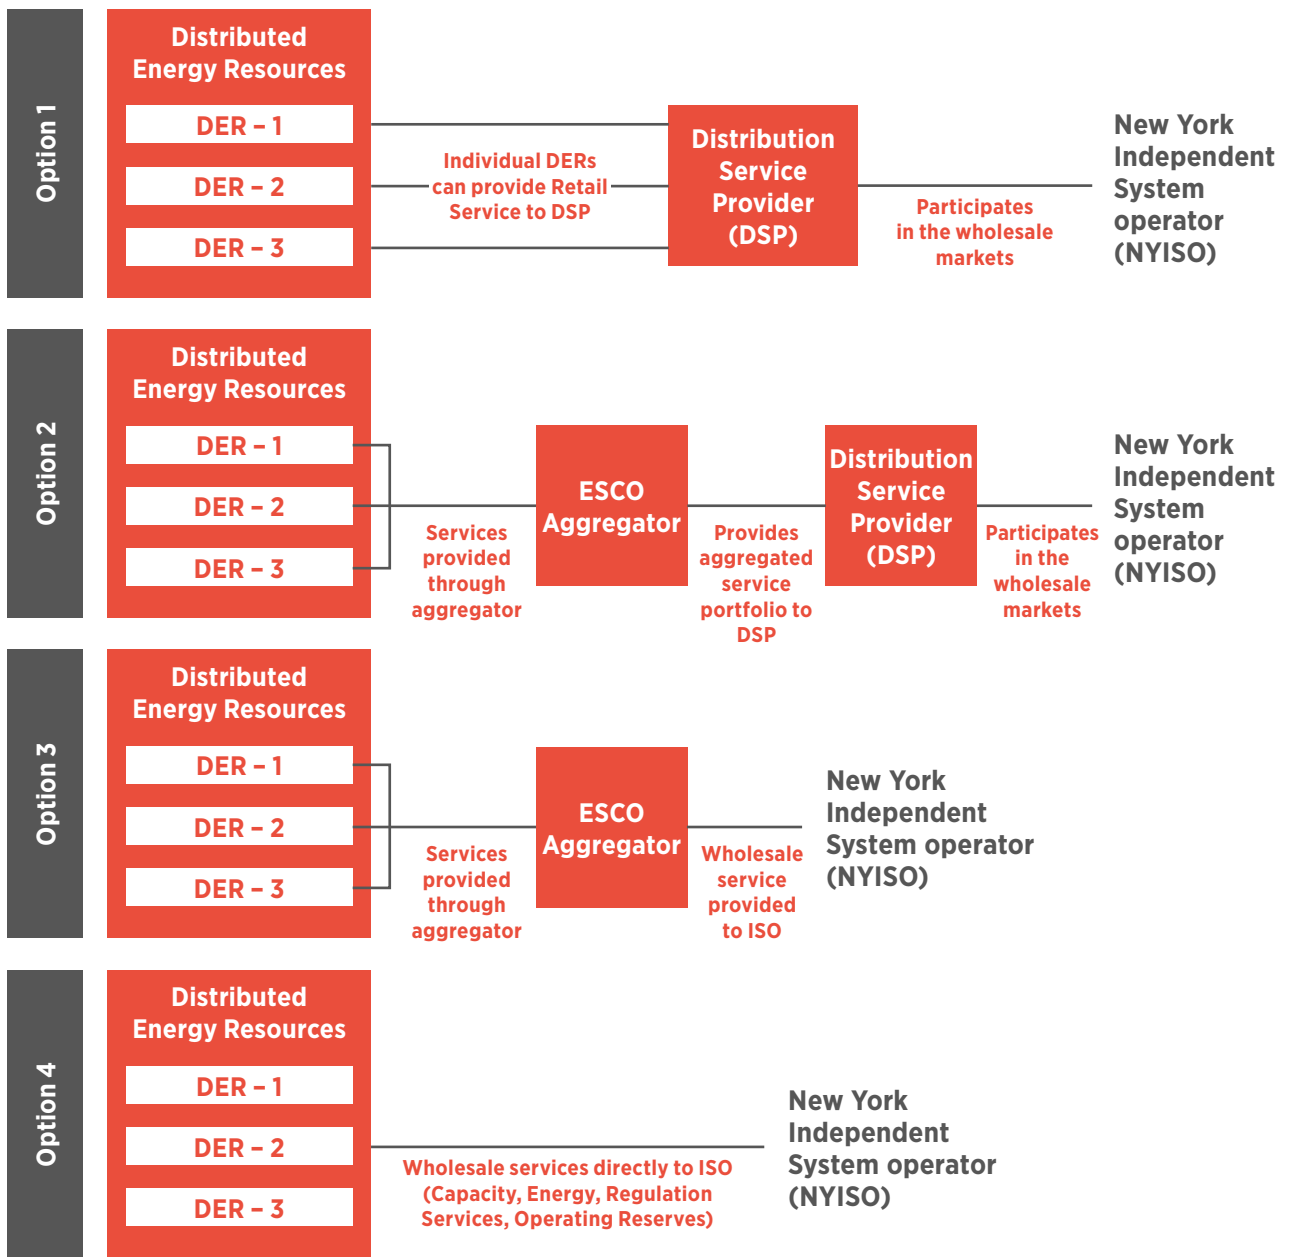 Option 1
Distributed
Energy Resources
DER – 1
DER – 2
DER – 3
Individual DERs
can provide Retail
Service to DSP
Distribution
Service
Provider
(DSP)
Participates
in the wholesale
markets
New York
Independent
System
operator
(NYISO)
Option 2
Distributed
Energy Resources
DER – 1
DER – 2
DER – 3
Services
provided
through
aggregator
ESCO
Aggregator
Provides
aggregated
service
portfolio to
DSP
Distribution
Service
Provider
(DSP)
Participates
in the
wholesale
markets
New York
Independent
System
operator
(NYISO)
Option 3
Distributed
Energy Resources
DER – 1
DER – 2
DER – 3
Services
provided
through
aggregator
ESCO
Aggregator
Wholesale
service
provided
to ISO
New York
Independent
System operator
(NYISO)
Option 4
Distributed
Energy Resources
DER – 1
DER – 2
DER – 3
Wholesale services directly to ISO
(Capacity, Energy, Regulation
Services, Operating Reserves)
New York
Independent
System operator
(NYISO)